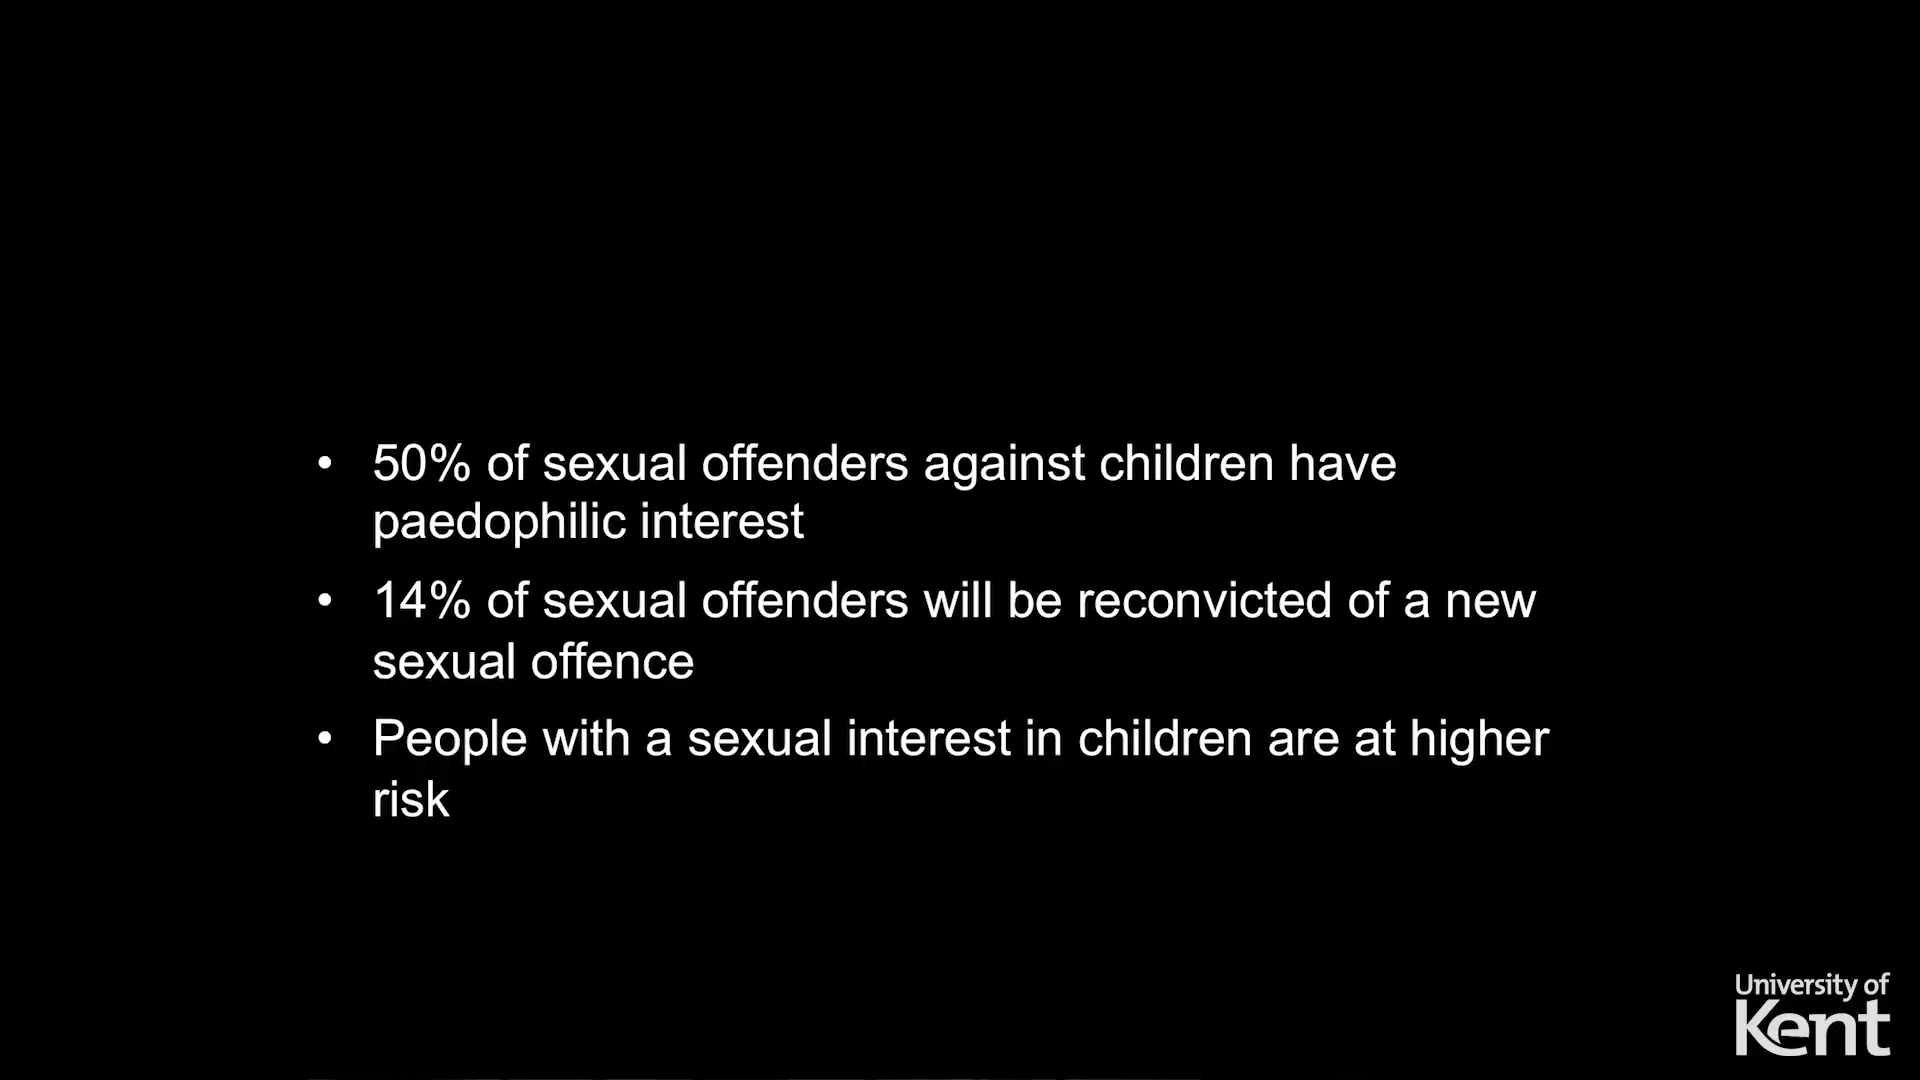 • 50% of sexual offenders against children have
paedophilic interest
• 14% of sexual offenders will be reconvicted of a new
sexual offence
• People with a sexual interest in children are at higher
risk
University of
Kent